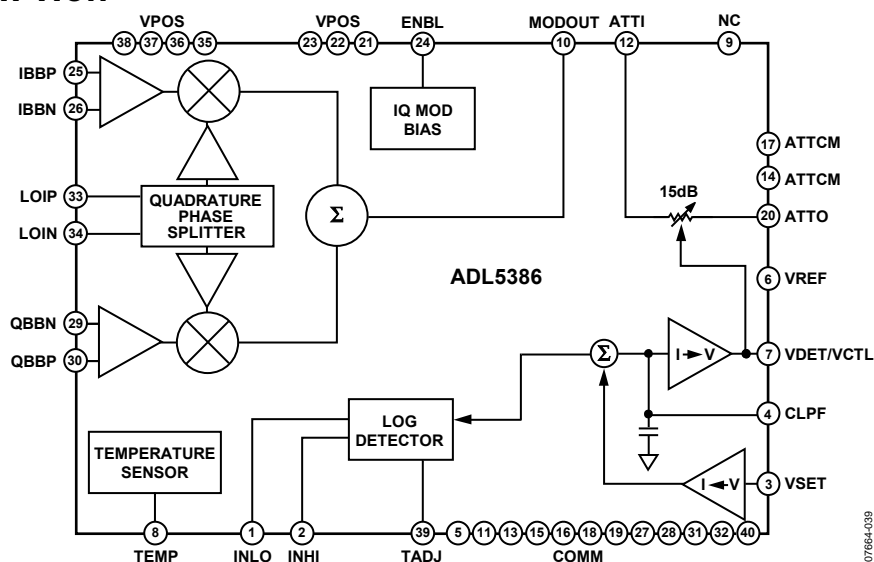 VPOS VPOS ENBL MODOUT ATTI NC
38 37 36 35 23 22 21 24 10 12 9
IBBP 25
IBBN 26
IQ MOD
BIAS
17 ATTCM
14 ATTCM
15dB
20 ATTO
LOIP 33
LOIN 34
QUADRATURE
PHASE
SPLITTER
Σ
ADL5386
6 VREF
QBBN 29
QBBP 30
Σ
I V
7 VDET/VCTL
4 CLPF
LOG
DETECTOR
TEMPERATURE
SENSOR
I V
3 VSET
8 1 2 39 5 11 13 15 16 18 19 27 28 31 32 40
TEMP INLO INHI TADJ COMM
07664-039